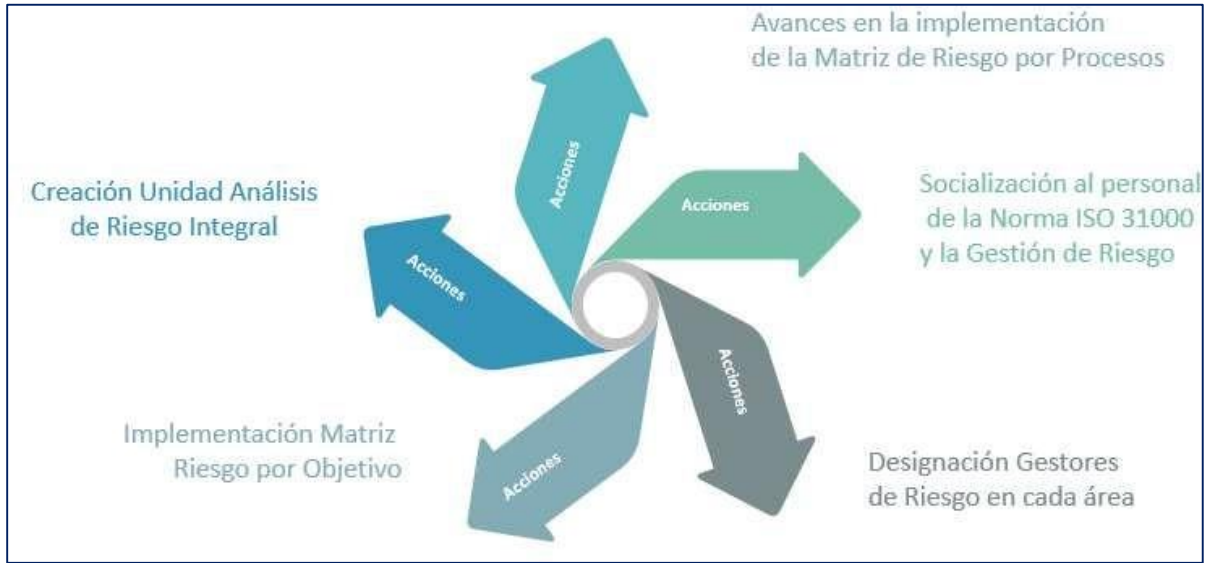 Avances en la implementación
de la Matriz de Riesgo por Procesos
Acciones
Acciones
Socialización al personal
de la Norma ISO 31000
y la Gestión de Riesgo
Creación Unidad Análisis
de Riesgo Integral
Acciones
Acciones
Designación Gestores
de Riesgo en cada área
Implementación Matriz
Riesgo por Objetivo
Acciones